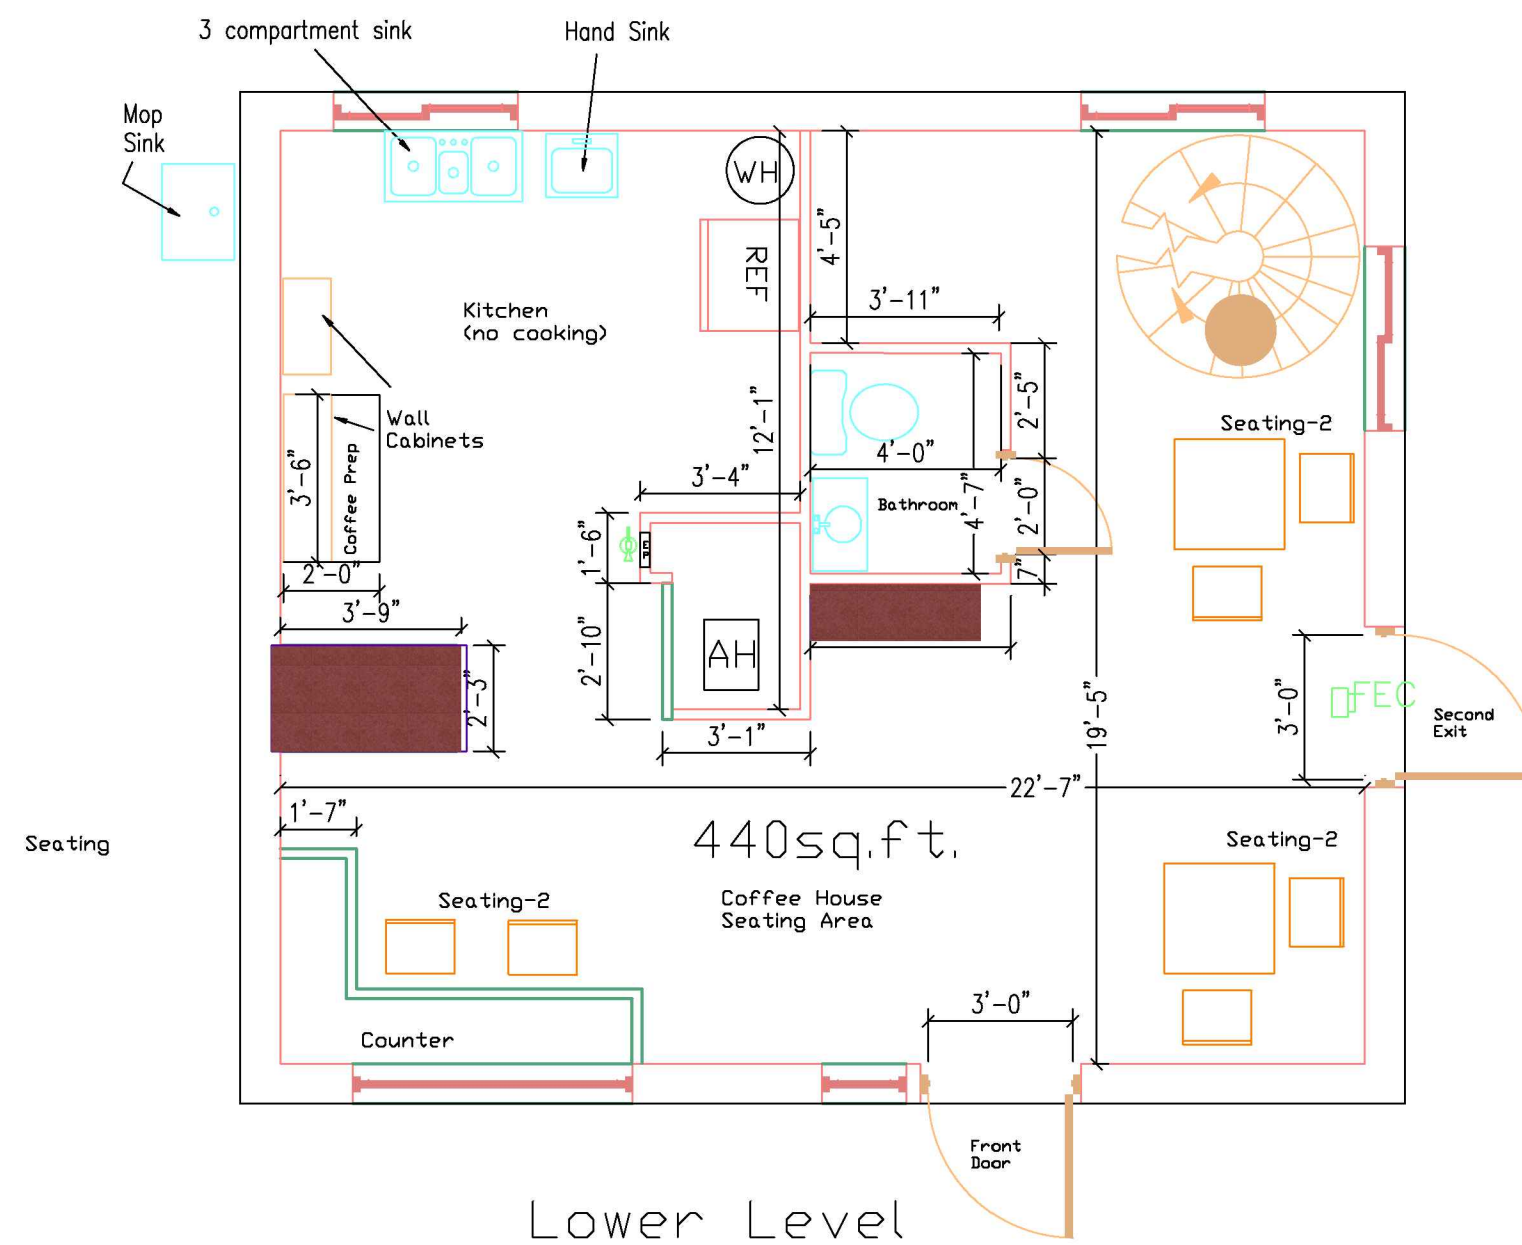 3 compartment sink
Hand Sink
Mop
Sink
WH
REF
4'-5"
3'-11"
Kitchen
(no cooking)
12'-1"
2'-5"
Wall
Cabinets
Seating-2
3'-6"
Coffee Prep
3'-4"
4'-0"
4'-7"
Bathroom
2'-0"
1'-6"
EP
7"
2'-0"
3'-9"
2'-10"
AH
2'-3"
19'-5"
3'-0"
FEC
Second
Exit
3'-1"
22'-7"
1'-7"
440sq.ft.
Seating
Seating-2
Seating-2
Coffee House
Seating Area
3'-0"
Counter
Front
Door
Lower Level